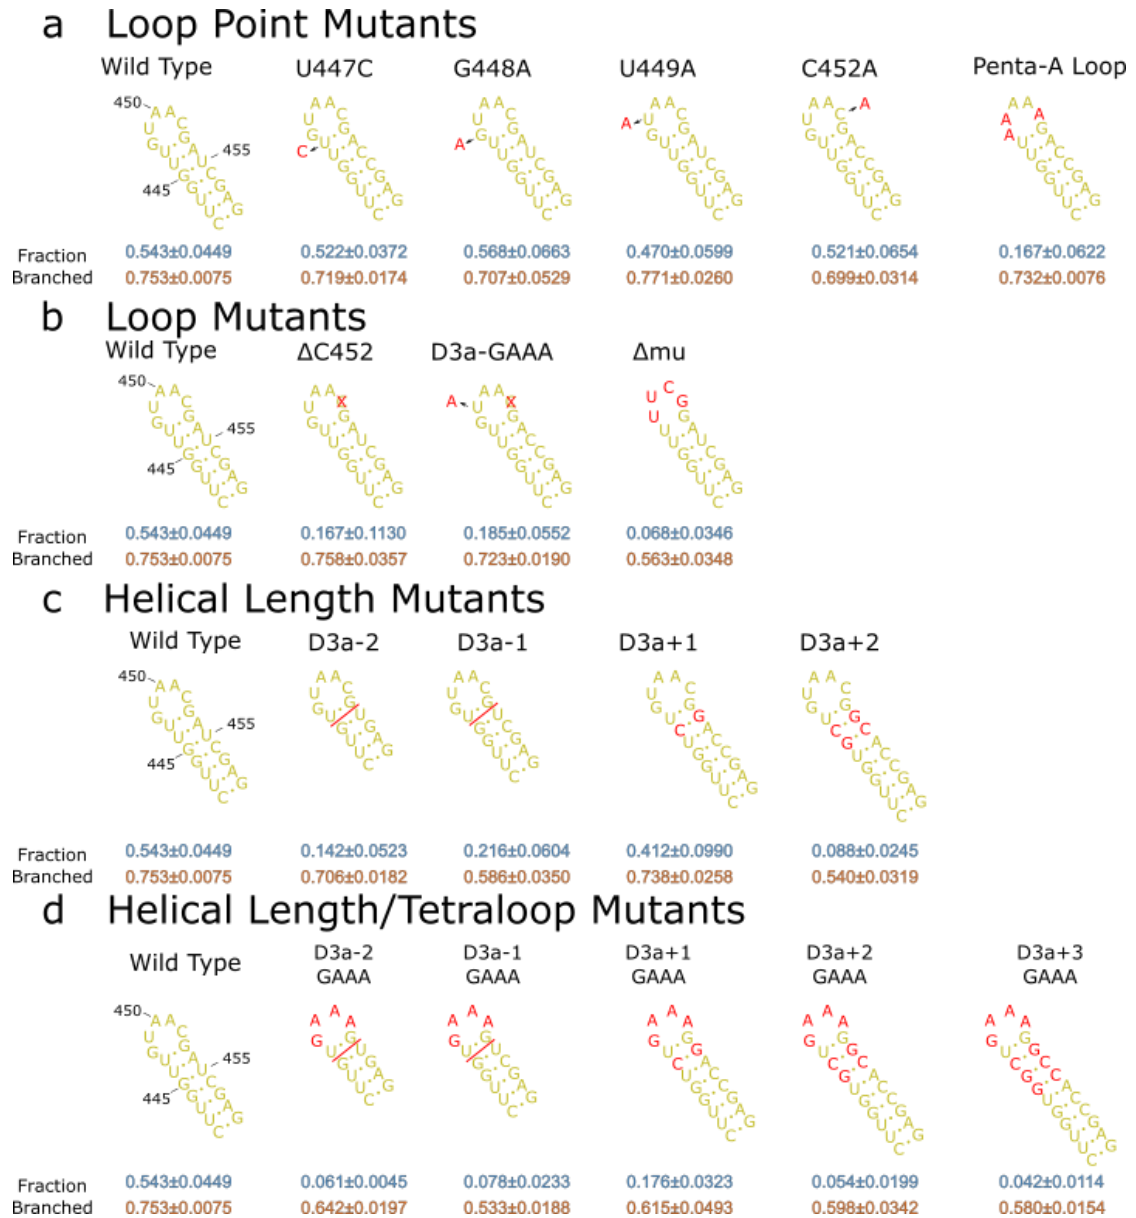 a Loop Point Mutants
Wild Type U447C G448A U449A C452A Penta-A Loop
450
455
445
Fraction Branched
0.543±0.0449 0.522±0.0372 0.568±0.0663 0.470±0.0599 0.521±0.0654 0.167±0.0622
0.753±0.0075 0.719±0.0174 0.707±0.0529 0.771±0.0260 0.699±0.0314 0.732±0.0076
b Loop Mutants
Wild Type ΔC452 D3a-GAAA Δmu
450
455
445
Fraction Branched
0.543±0.0449 0.167±0.1130 0.185±0.0552 0.068±0.0346
0.753±0.0075 0.758±0.0357 0.723±0.0190 0.563±0.0348
c Helical Length Mutants
Wild Type D3a-2 D3a-1 D3a+1 D3a+2
450
455
445
Fraction Branched
0.543±0.0449 0.142±0.0523 0.216±0.0604 0.412±0.0990 0.088±0.0245
0.753±0.0075 0.706±0.0182 0.586±0.0350 0.738±0.0258 0.540±0.0319
d Helical Length/Tetraloop Mutants
Wild Type D3a-2 GAAA D3a-1 GAAA D3a+1 GAAA D3a+2 GAAA D3a+3 GAAA
450
455
445
Fraction Branched
0.543±0.0449 0.061±0.0045 0.078±0.0233 0.176±0.0323 0.054±0.0199 0.042±0.0114
0.753±0.0075 0.642±0.0197 0.533±0.0188 0.615±0.0493 0.598±0.0342 0.580±0.0154